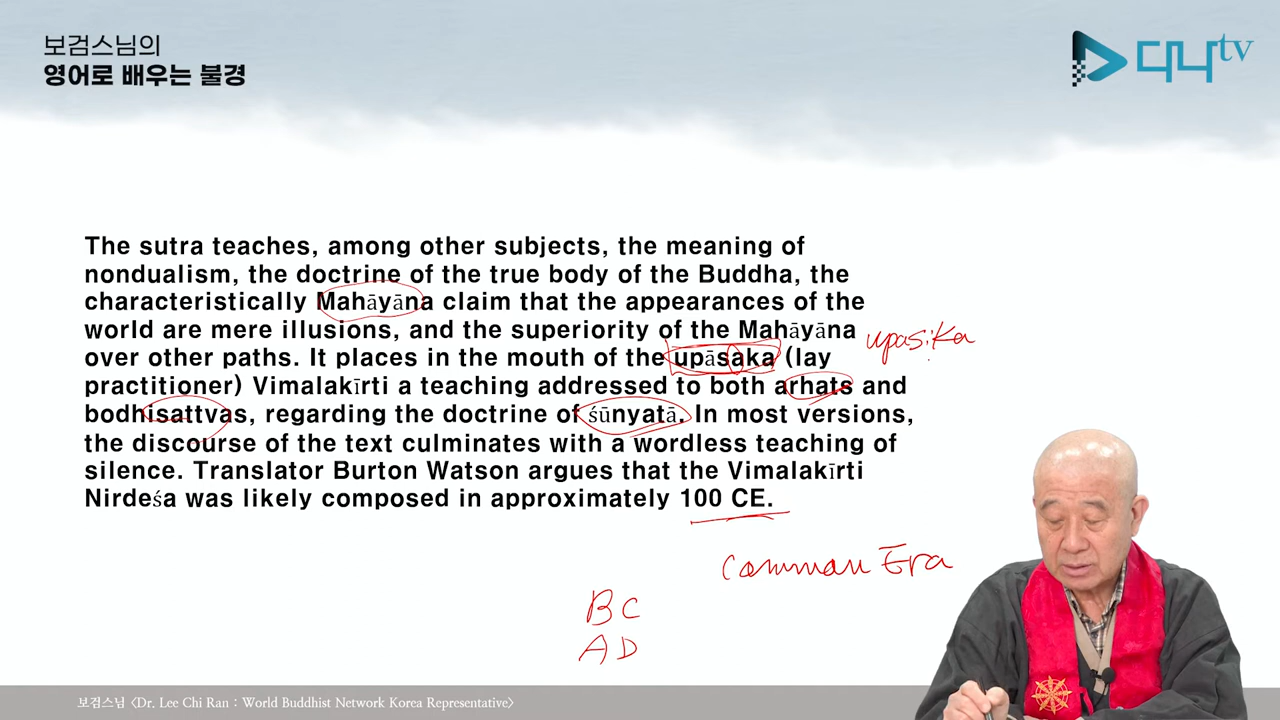 보검스님의
영어로 배우는 불경
디나tv
The sutra teaches, among other subjects, the meaning of
nondualism, the doctrine of the true body of the Buddha, the
characteristically Mahāyāna claim that the appearances of the
world are mere illusions, and the superiority of the Mahāyāna
over other paths. It places in the mouth of the upāsaka (lay
upasika
practitioner) Vimalakīrti a teaching addressed to both arhats and
bodhisattvas, regarding the doctrine of śūnyatā. In most versions,
the discourse of the text culminates with a wordless teaching of
silence. Translator Burton Watson argues that the Vimalakīrti
Nirdeśa was likely composed in approximately 100 CE.
Common Era
BC
AD
보검스님 <Dr. Lee Chi Ran : World Buddhist Network Korea Representative>